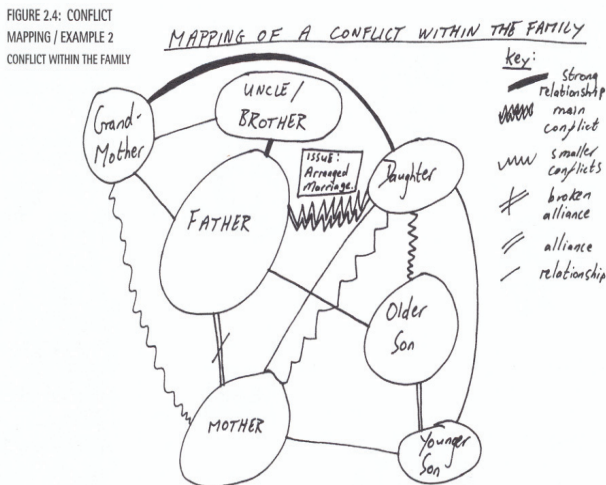 FIGURE 2.4: CONFLICT
MAPPING / EXAMPLE 2
CONFLICT WITHIN THE FAMILY
MAPPING OF A CONFLICT WITHIN THE FAMILY
key:
strong
relationship
main
conflict
smaller
conflicts
broken
alliance
alliance
relationship
Grand-
Mother
UNCLE/
BROTHER
ISSUE:
Arranged
Marriage.
Daughter
FATHER
Older
Son
MOTHER
Younger
Son